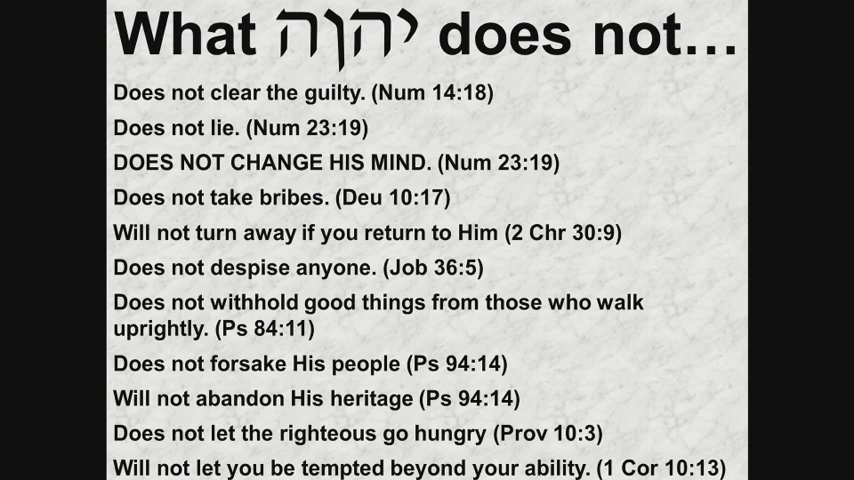 What יהוה does not...
Does not clear the guilty. (Num 14:18)
Does not lie. (Num 23:19)
DOES NOT CHANGE HIS MIND. (Num 23:19)
Does not take bribes. (Deu 10:17)
Will not turn away if you return to Him (2 Chr 30:9)
Does not despise anyone. (Job 36:5)
Does not withhold good things from those who walk
uprightly. (Ps 84:11)
Does not forsake His people (Ps 94:14)
Will not abandon His heritage (Ps 94:14)
Does not let the righteous go hungry (Prov 10:3)
Will not let you be tempted beyond your ability. (1 Cor 10:13)